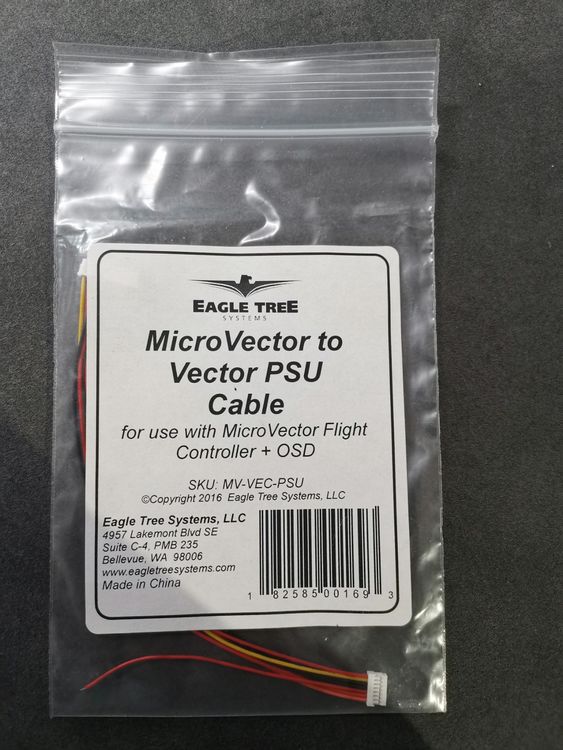 EAGLE TREE
SYSTEMS
MicroVector to
Vector PSU
Cable
for use with MicroVector Flight
Controller + OSD
SKU: MV-VEC-PSU
©Copyright 2016 Eagle Tree Systems, LLC
Eagle Tree Systems, LLC
4957 Lakemont Blvd SE
Suite C-4, PMB 235
Bellevue, WA 98006
www.eagletreesystems.com
Made in China
1 82585 00169 3